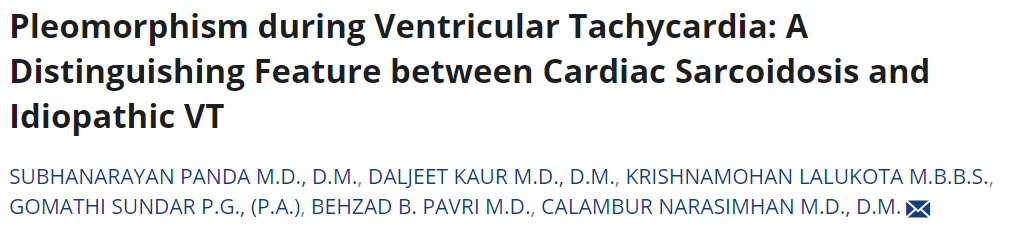 Pleomorphism during Ventricular Tachycardia: A
Distinguishing Feature between Cardiac Sarcoidosis and
Idiopathic VT
SUBHANARAYAN PANDA M.D., D.M., DALJEET KAUR M.D., D.M., KRISHNAMOHAN LALUKOTA M.B.B.S.,
GOMATHI SUNDAR P.G., (P.A.), BEHZAD B. PAVRI M.D., CALAMBUR NARASIMHAN M.D., D.M.